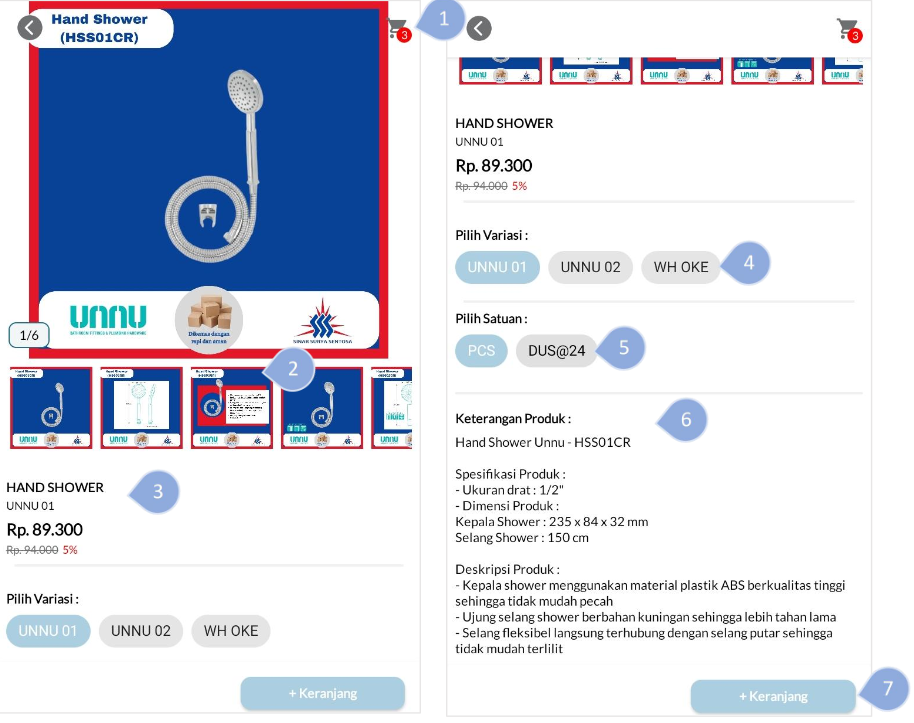 Hand Shower
(HSS01CR)
3
1
UNNU
Dikemas dengan
rapi dan aman
SINAR SURYA SENTOSA
1/6
2
HAND SHOWER
3
UNNU 01
Rp. 89.300
Rp. 94.000 5%
Pilih Variasi :
UNNU 01
UNNU 02
WH OKE
+ Keranjang
3
HAND SHOWER
UNNU 01
Rp. 89.300
Rp. 94.000 5%
Pilih Variasi :
UNNU 01
UNNU 02
WH OKE
4
Pilih Satuan :
PCS
DUS@24
5
Keterangan Produk :
6
Hand Shower Unnu - HSS01CR
Spesifikasi Produk :
- Ukuran drat : 1/2"
- Dimensi Produk :
Kepala Shower : 235 x 84 x 32 mm
Selang Shower : 150 cm
Deskripsi Produk :
- Kepala shower menggunakan material plastik ABS berkualitas tinggi
sehingga tidak mudah pecah
- Ujung selang shower berbahan kuningan sehingga lebih tahan lama
- Selang fleksibel langsung terhubung dengan selang putar sehingga
tidak mudah terlilit
+ Keranjang
7